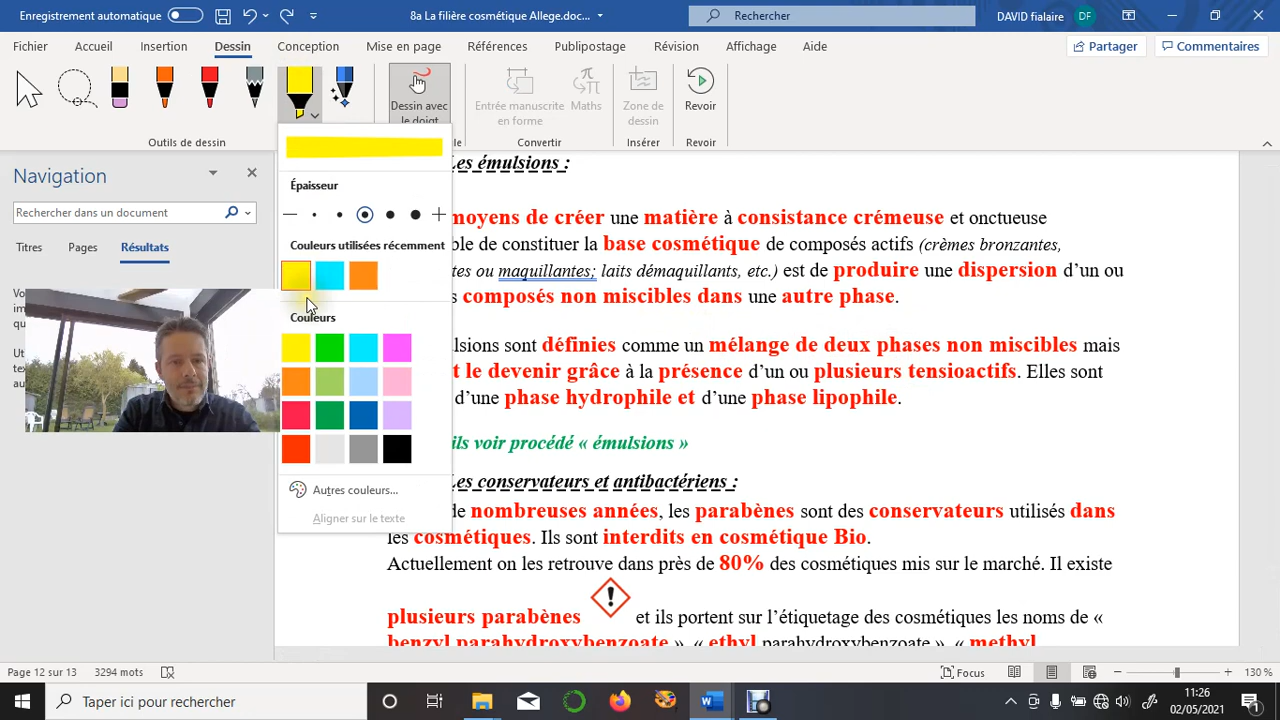 Enregistrement automatique
8a La filière cosmétique Allege.doc...
Rechercher
DAVID fialaire
DF
Fichier Accueil Insertion Dessin Conception Mise en page Références Publipostage Révision Affichage Aide
Partager Commentaires
Dessin avec le doigt
Entrée manuscrite en forme
Maths
Zone de dessin
Revoir
Outils de dessin
Convertir
Insérer
Revoir
Navigation
Rechercher dans un document
Titres Pages Résultats
Épaisseur
Couleurs utilisées récemment
Couleurs
Autres couleurs...
Aligner sur le texte
Les émulsions :
moyens de créer une matière à consistance crémeuse et onctueuse
ble de constituer la base cosmétique de composés actifs (crèmes bronzantes,
tes ou maquillantes; laits démaquillants, etc.) est de produire une dispersion d'un ou
s composés non miscibles dans une autre phase.
ulsions sont définies comme un mélange de deux phases non miscibles mais
t le devenir grâce à la présence d'un ou plusieurs tensioactifs. Elles sont
d'une phase hydrophile et d'une phase lipophile.
ils voir procédé « émulsions »
Les conservateurs et antibactériens :
de nombreuses années, les parabènes sont des conservateurs utilisés dans
les cosmétiques. Ils sont interdits en cosmétique Bio.
Actuellement on les retrouve dans près de 80% des cosmétiques mis sur le marché. Il existe
plusieurs parabènes et ils portent sur l'étiquetage des cosmétiques les noms de «
benzyl parahydroxybenzoate », « ethyl parahydroxybenzoate », « methyl
Page 12 sur 13 3294 mots
Focus
130 %
Taper ici pour rechercher
11:26
02/05/2021